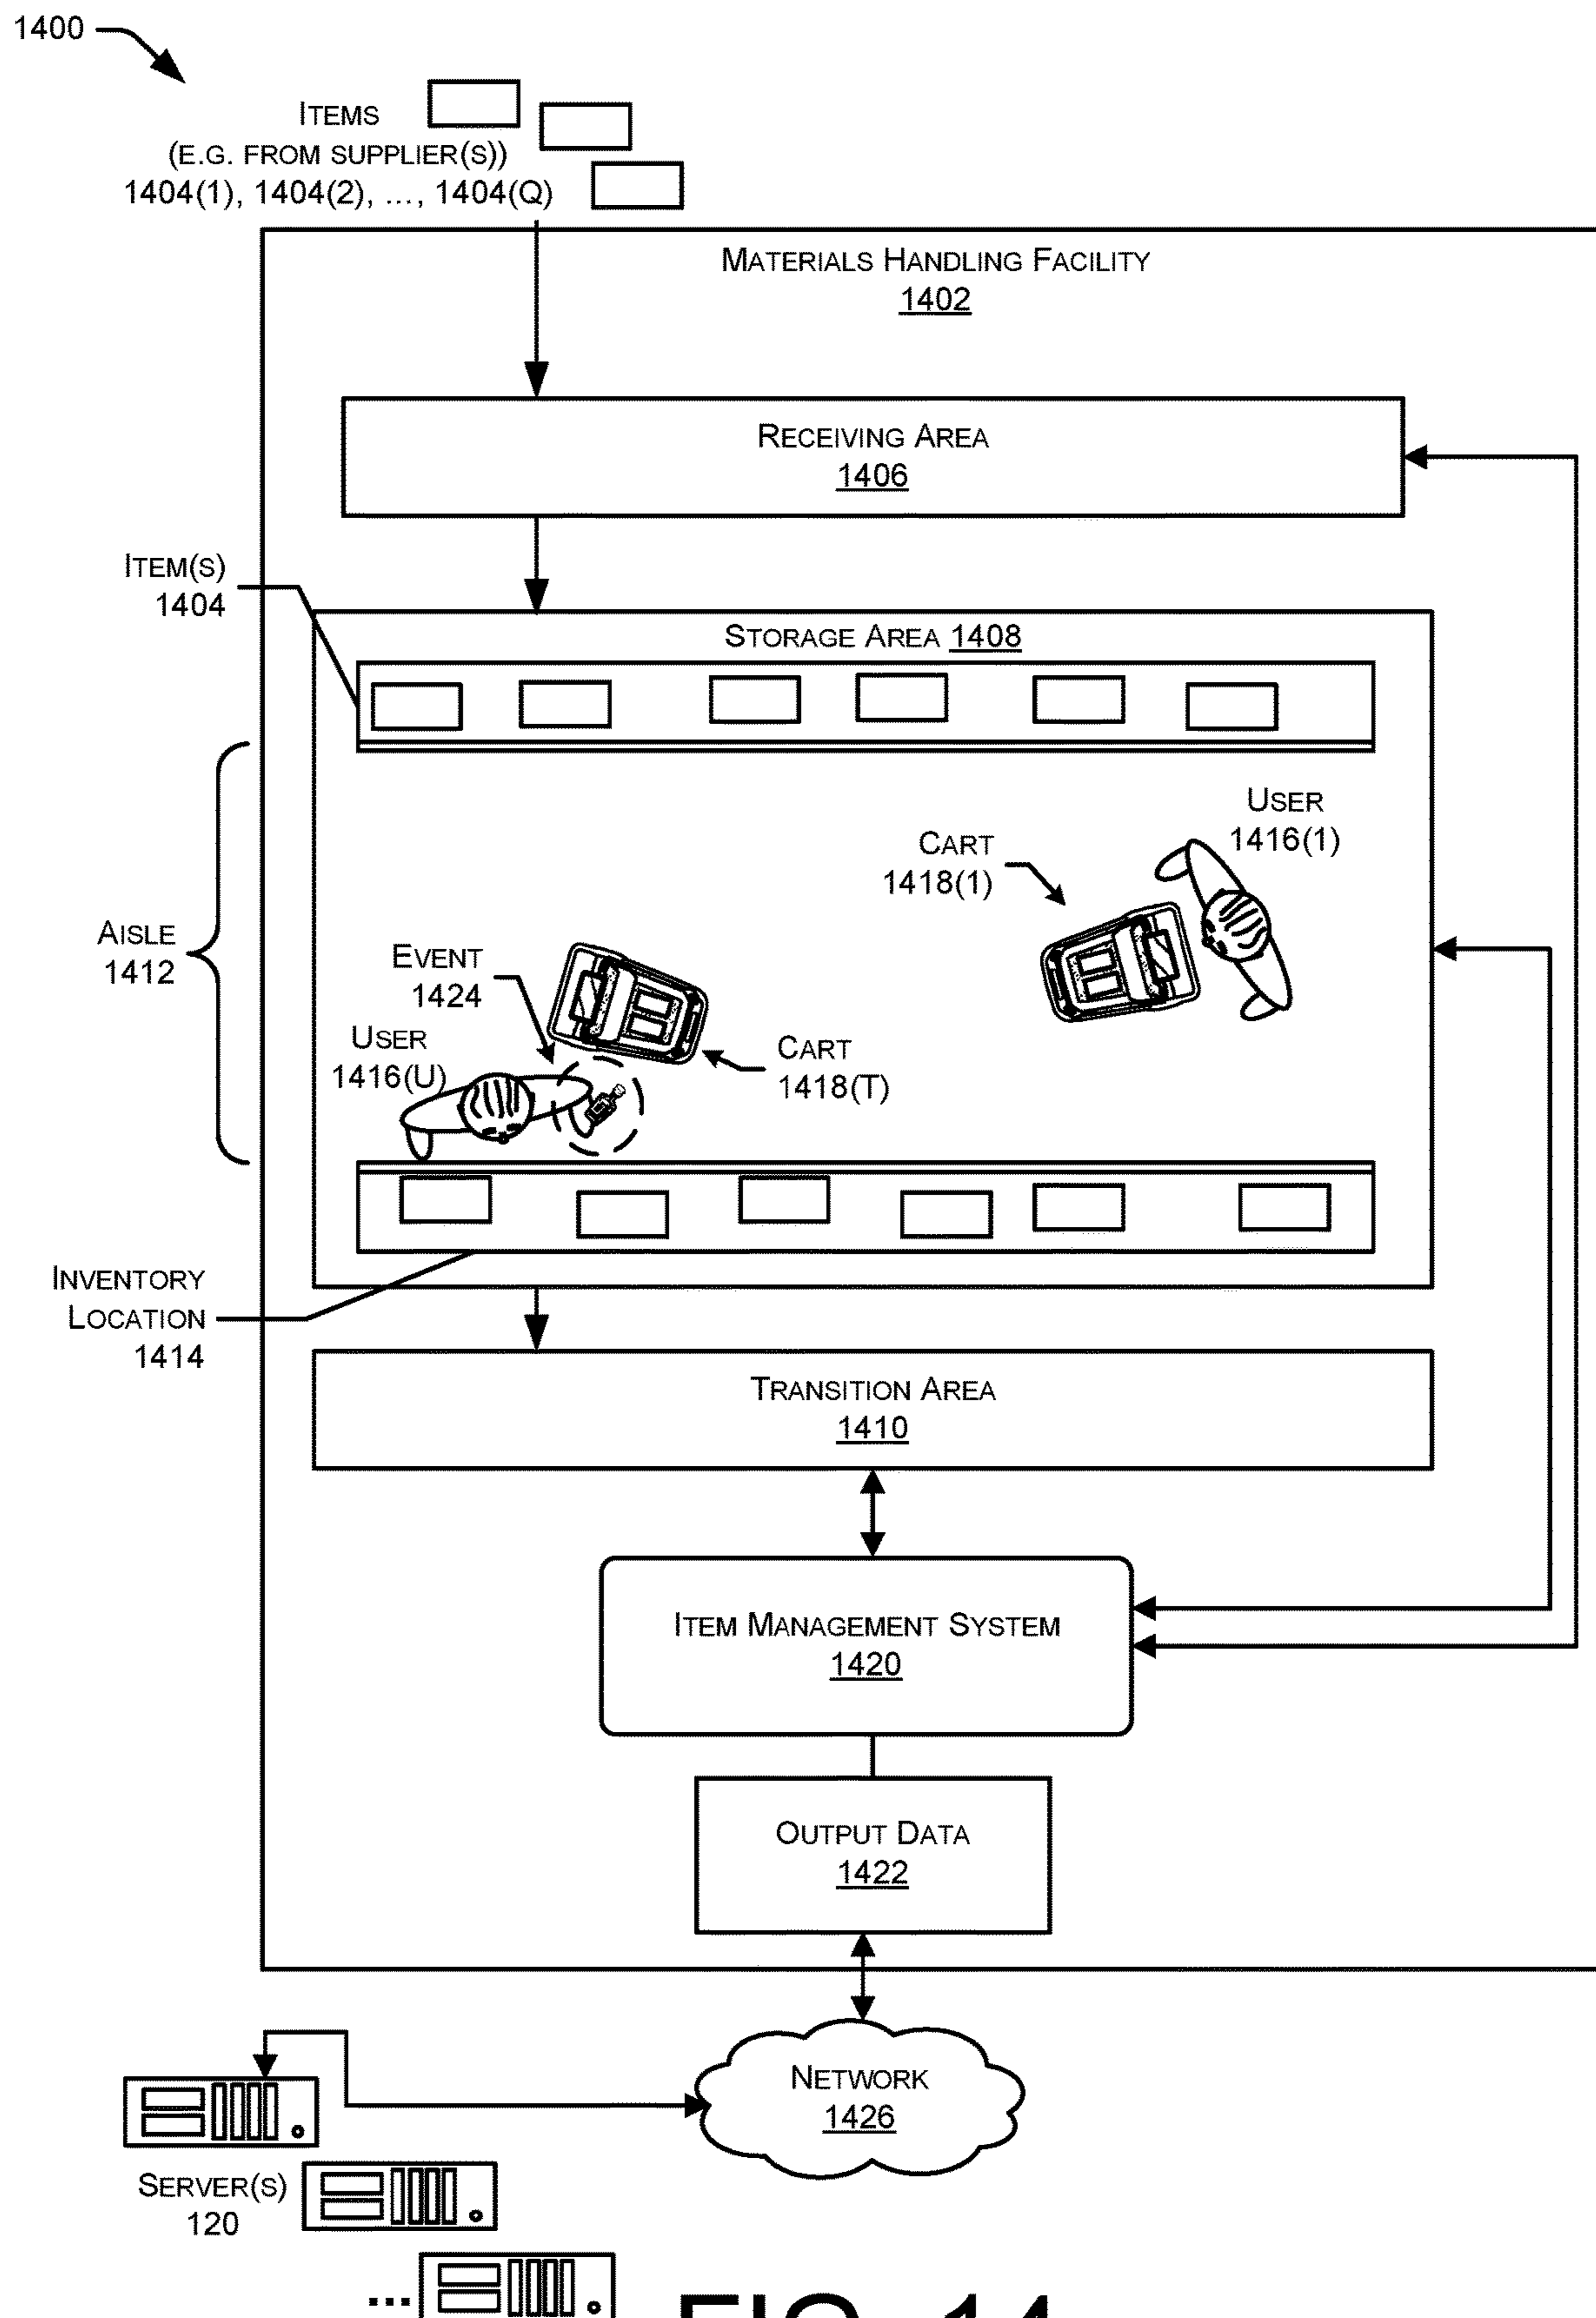 1400
ITEMS
(E.G. FROM SUPPLIER(S))
1404(1), 1404(2), ..., 1404(Q)
MATERIALS HANDLING FACILITY
1402
RECEIVING AREA
1406
ITEM(S)
1404
STORAGE AREA 1408
USER
1416(1)
CART
1418(1)
AISLE
1412
EVENT
1424
USER
1416(U)
CART
1418(T)
INVENTORY
LOCATION
1414
TRANSITION AREA
1410
ITEM MANAGEMENT SYSTEM
1420
OUTPUT DATA
1422
NETWORK
1426
SERVER(S)
120
...
FIG. 14